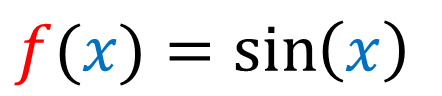 f(x) = sin(x)